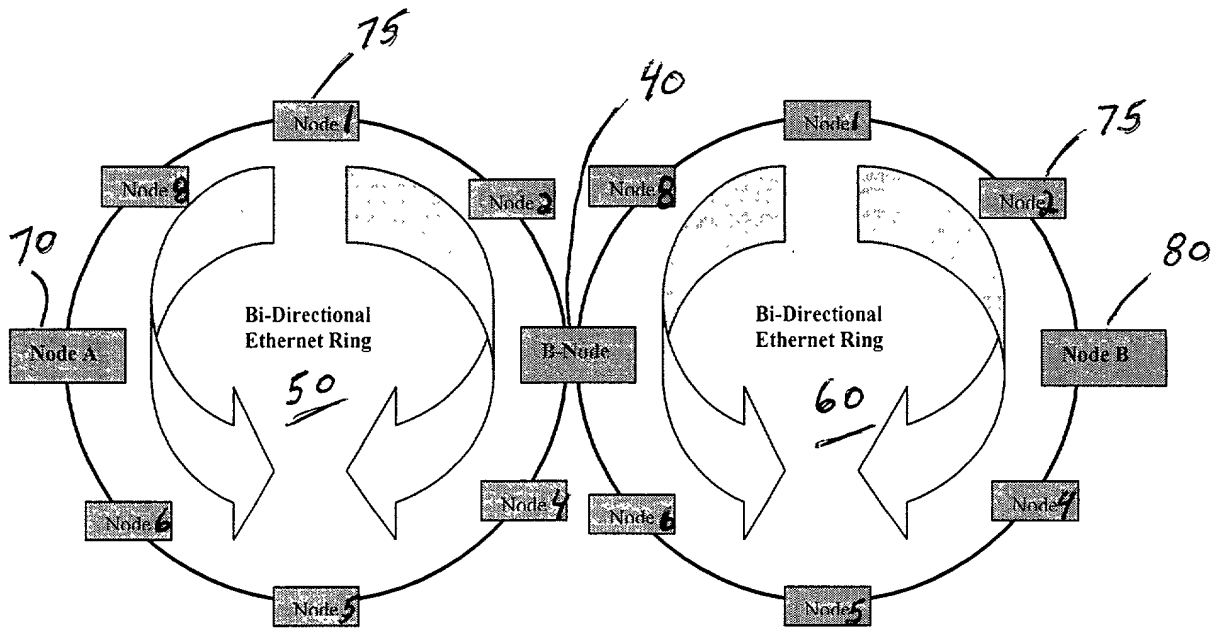 75
40
75
Node 1
Node 1
Node 8
Node 2
Node 8
Node 2
70
80
Bi-Directional
Ethernet Ring
Bi-Directional
Ethernet Ring
Node A
B-Node
Node B
50
60
Node 6
Node 4
Node 6
Node 4
Node 5
Node 5